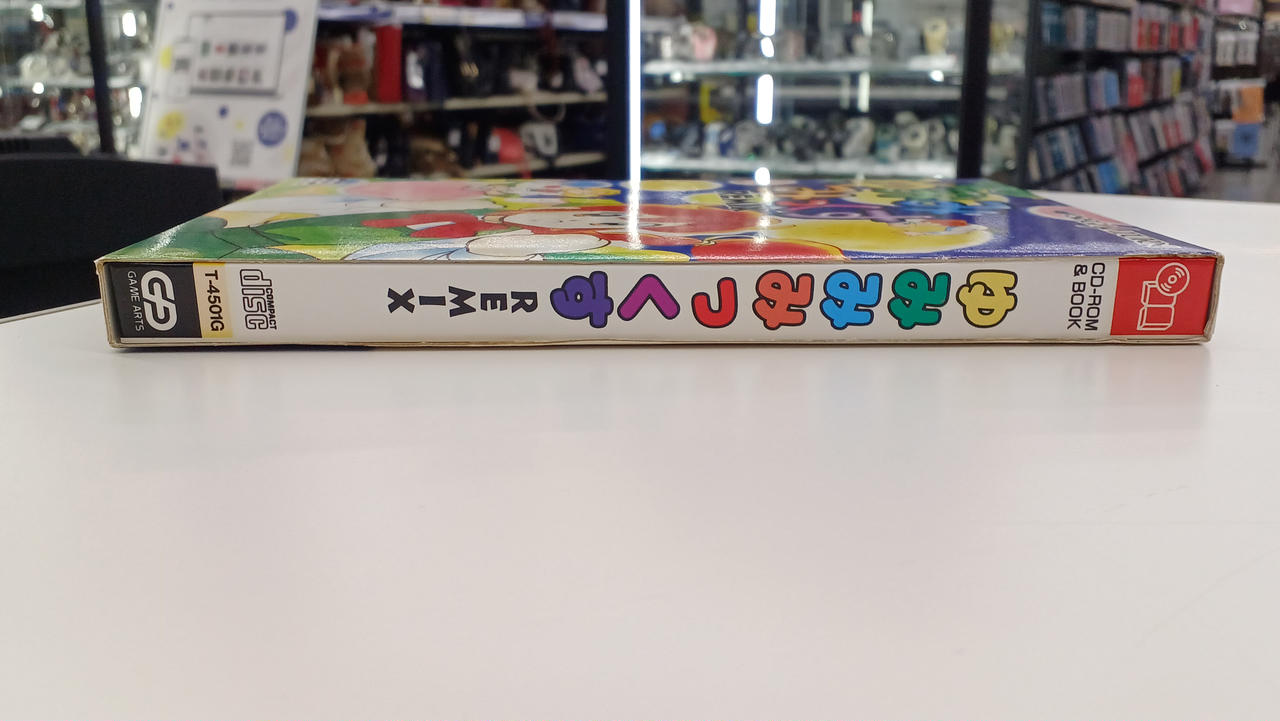 CD-ROM
& BOOK
ゆみみみっくす
REMIX
COMPACT
disc
T-4501G
GAME ARTS